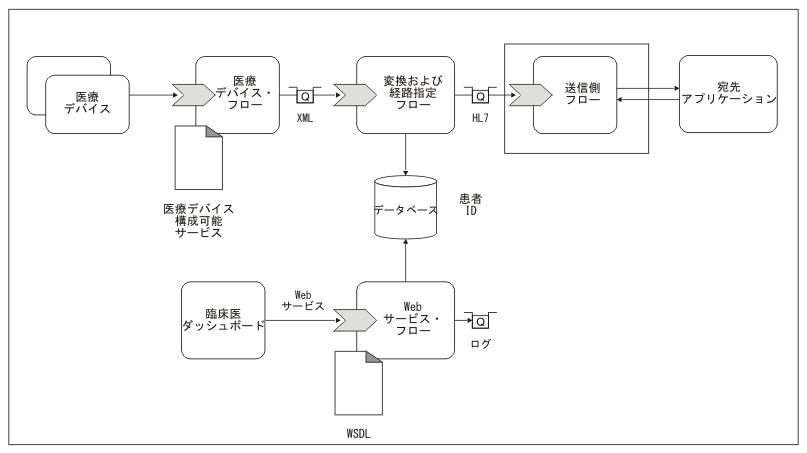 医療
デバイス
医療
デバイス・
フロー
Q
XML
変換および
経路指定
フロー
Q
HL7
送信側
フロー
宛先
アプリケーション
医療デバイス
構成可能
サービス
データベース
患者
ID
臨床医
ダッシュボード
Web
サービス
Web
サービス・
フロー
Q
ログ
WSDL